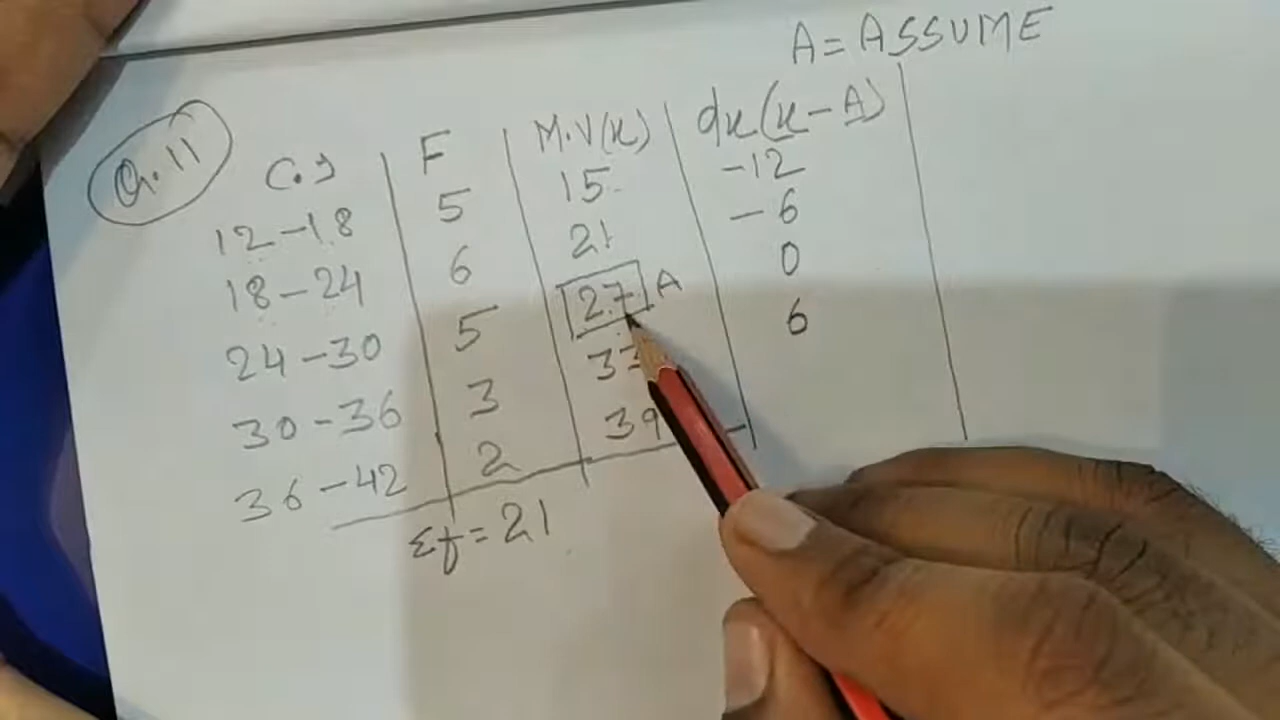 A = ASSUME
Q.11
C.I F M.V(x) dx(x-A)
12-18 5 15 -12
18-24 6 21 -6
24-30 5 27 A 0
30-36 3 33 6
36-42 2 39
Σf = 21